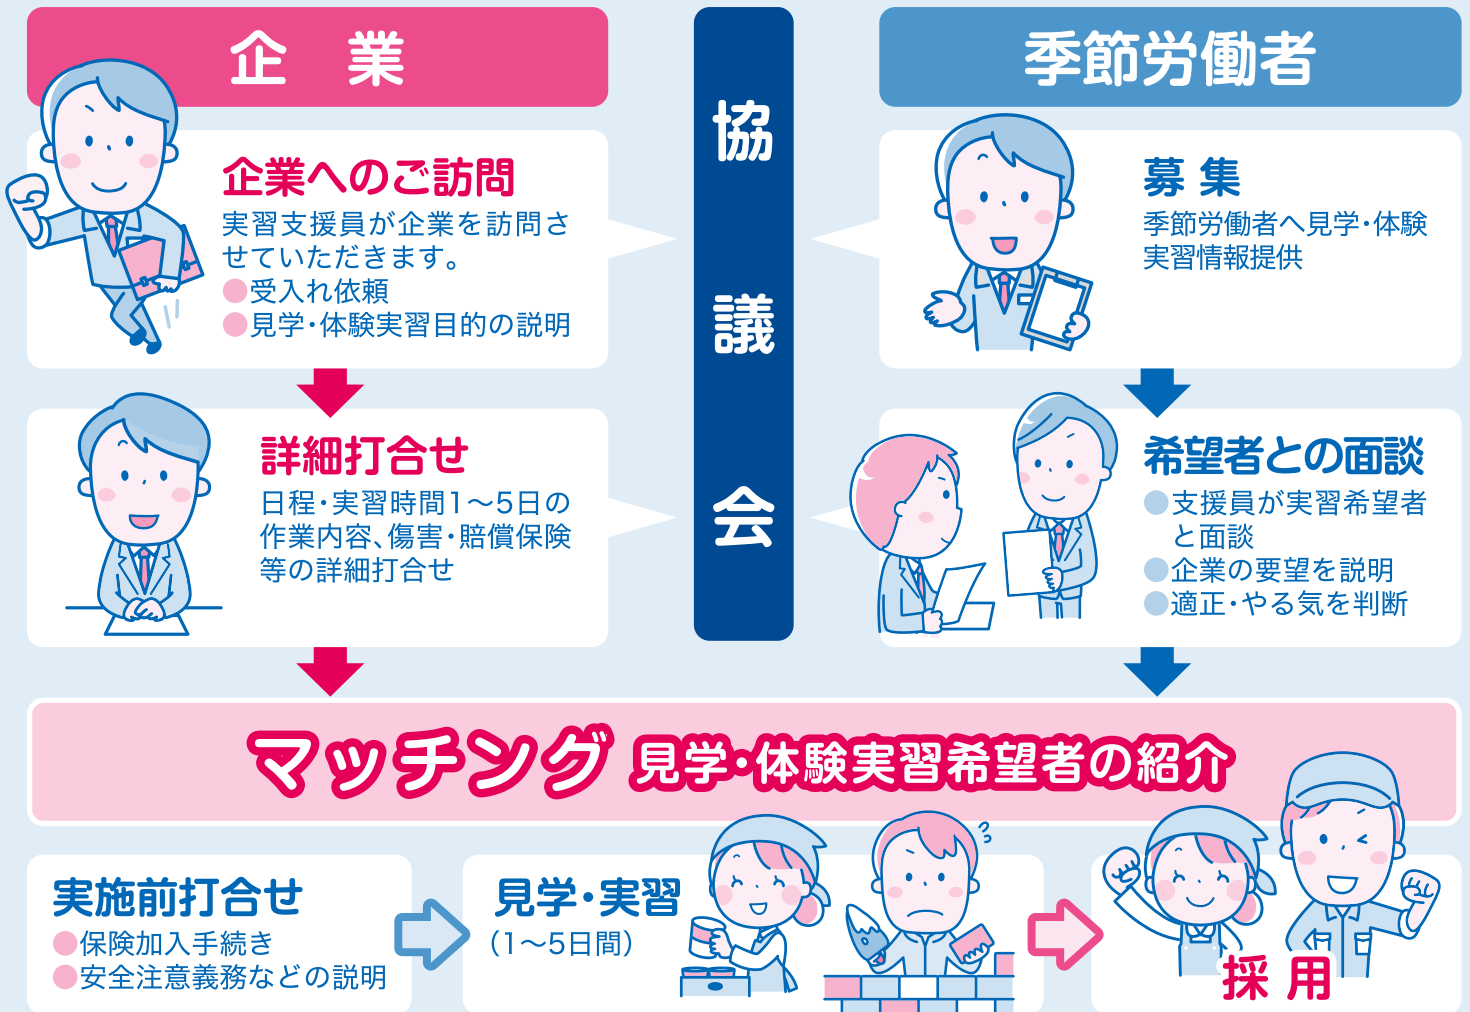 企 業
企業へのご訪問
実習支援員が企業を訪問さ
せていただきます。
●受入れ依頼
●見学・体験実習目的の説明
詳細打合せ
日程・実習時間1～5日の
作業内容、傷害・賠償保険
等の詳細打合せ
協議会
季節労働者
募 集
季節労働者へ見学・体験
実習情報提供
希望者との面談
●支援員が実習希望者
と面談
●企業の要望を説明
●適正・やる気を判断
マッチング 見学・体験実習希望者の紹介
実施前打合せ
●保険加入手続き
●安全注意義務などの説明
見学・実習
（1～5日間）
採 用